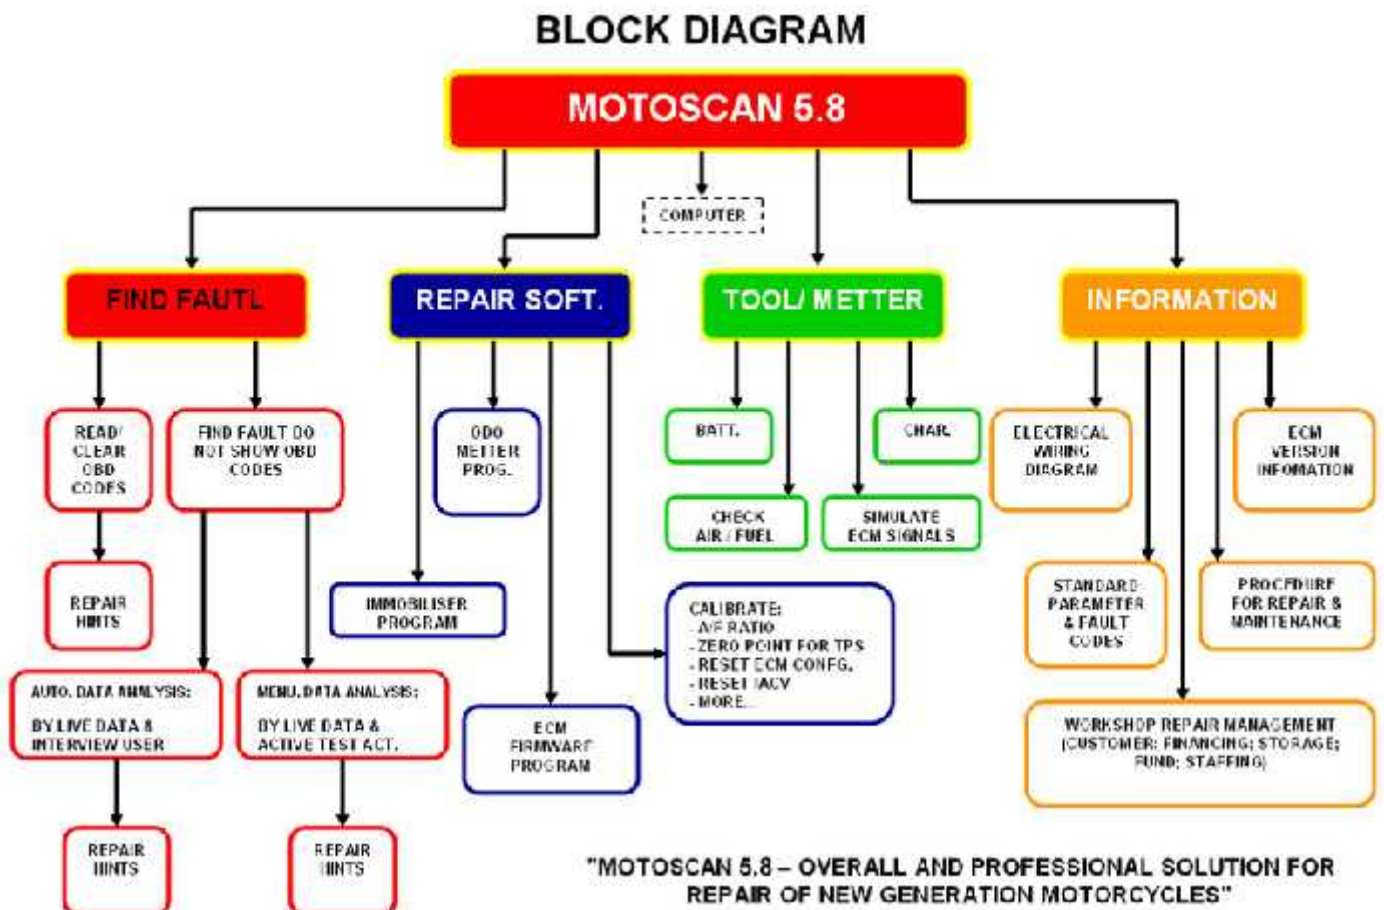 BLOCK DIAGRAM
MOTOSCAN 5.8
COMPUTER
FIND FAUTL
REPAIR SOFT.
TOOL/ METTER
INFORMATION
READ/
CLEAR
OBD
CODES
FIND FAULT DO
NOT SHOW OBD
CODES
ODO
METTER
PROG.
BATT.
CHAR.
ELECTRICAL
WIRING
DIAGRAM
ECM
VERSION
INFOMATION
CHECK
AIR / FUEL
SIMULATE
ECM SIGNALS
REPAIR
HINTS
IMMOBILISER
PROGRAM
CALIBRATE:
- A/F RATIO
- ZERO POINT FOR TPS
- RESET ECM CONFG.
- RESET IACV
- MORE...
STANDARD
PARAMETER
& FAULT
CODES
PROCEDURE
FOR REPAIR &
MAINTENANCE
AUTO. DATA ANALYSIS:
BY LIVE DATA &
INTERVIEW USER
MENU. DATA ANALYSIS:
BY LIVE DATA &
ACTIVE TEST ACT.
ECM
FIRMWARE
PROGRAM
WORKSHOP REPAIR MANAGEMENT
(CUSTOMER; FINANCING; STORAGE;
FUND; STAFFING)
REPAIR
HINTS
REPAIR
HINTS
"MOTOSCAN 5.8 – OVERALL AND PROFESSIONAL SOLUTION FOR
REPAIR OF NEW GENERATION MOTORCYCLES"